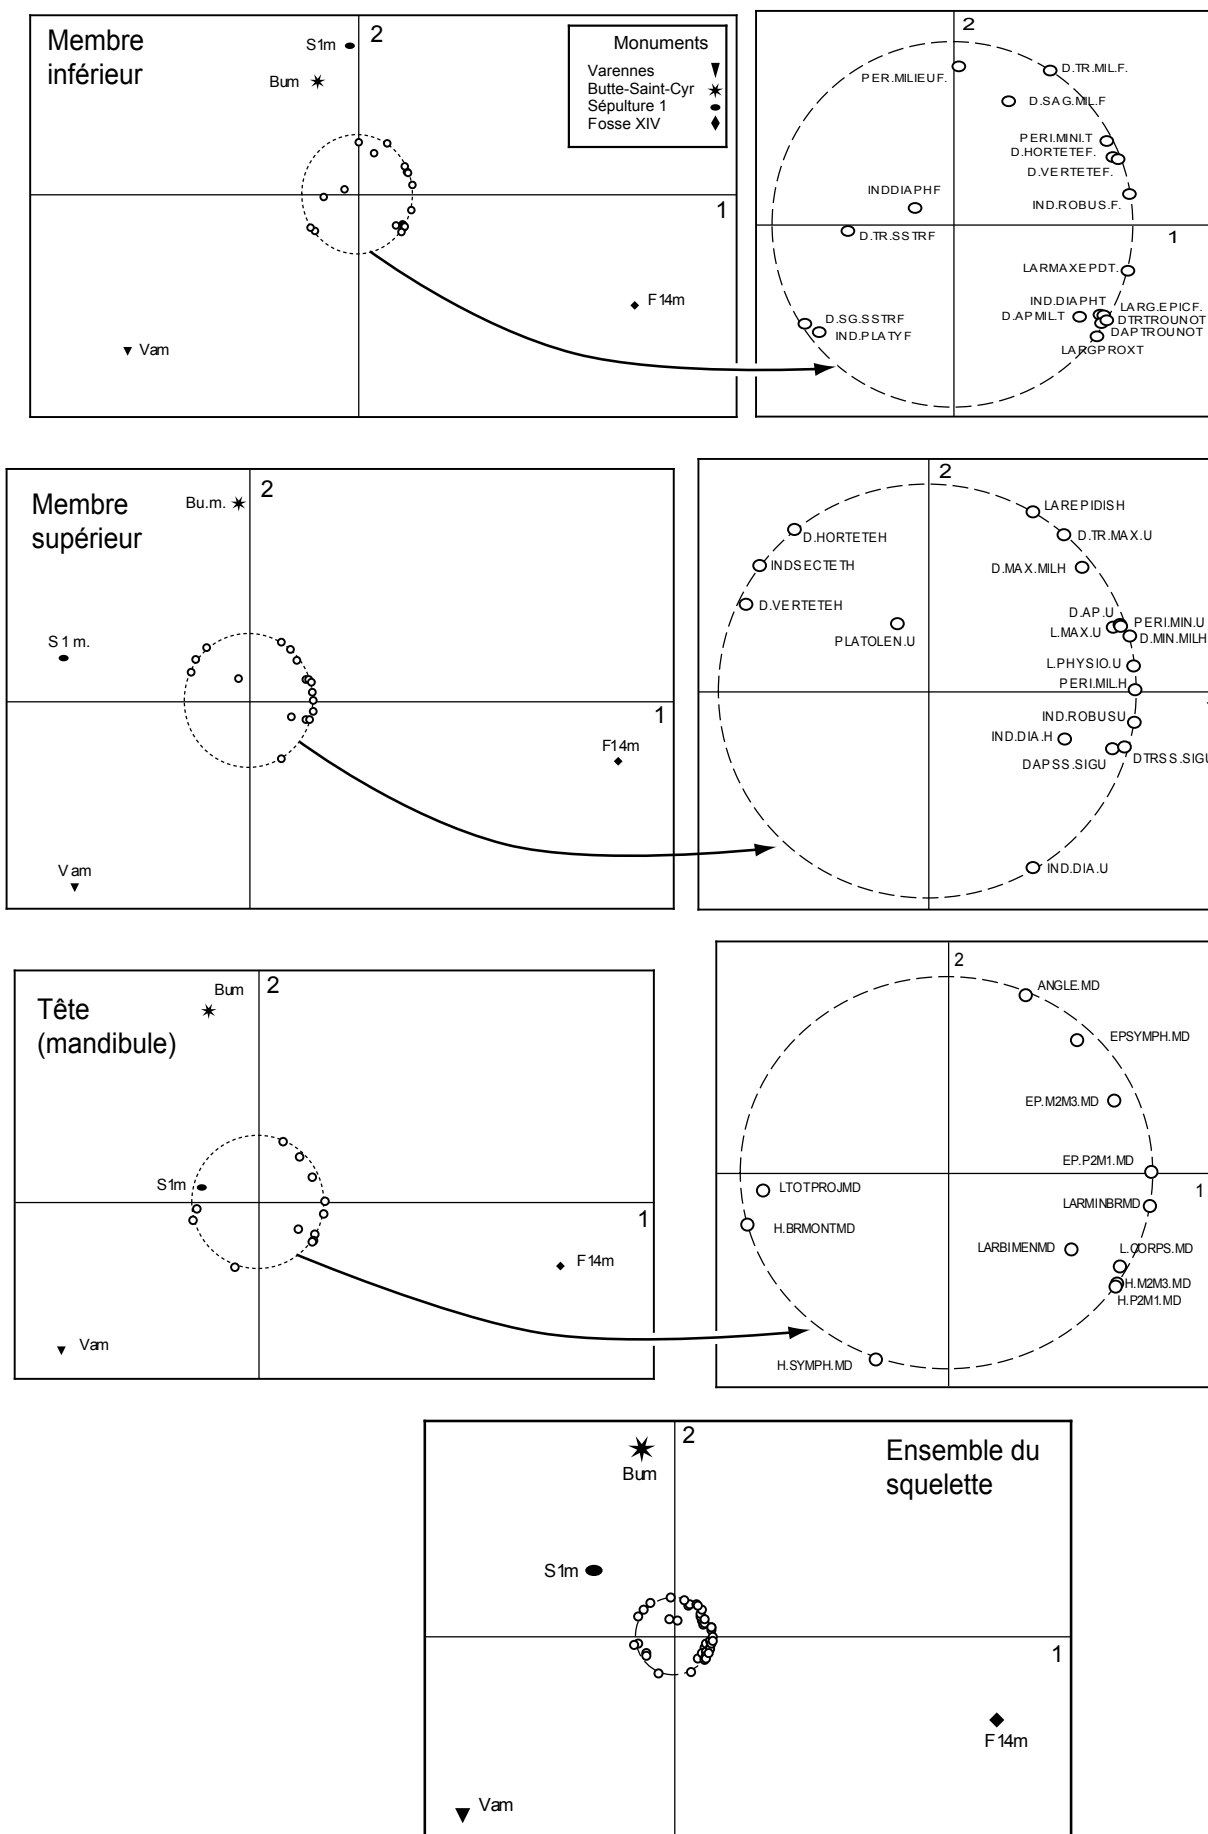 Membre
inférieur
S1m
2
Bum
Monuments
Varennes
Butte-Saint-Cyr
Sépulture 1
Fosse XIV
1
F14m
Vam
2
PER.MILIEUF.
D.TR.MIL.F.
D.SAG.MIL.F
PERI.MINI.T
D.HORTETEF.
D.VERTETEF.
INDDIAPHF
IND.ROBUS.F.
D.TR.SSTRF
1
LARMAXEPDT.
IND.DIAPHT
LARG.EPICF.
D.APMIL.T
DTRTROUNOT
D.SG.SSTRF
DAPTROUNOT
IND.PLATYF
LARGPROXT
Membre
supérieur
Bu.m.
2
S1m.
1
F14m
Vam
2
LAREPIDISH
D.HORTETEH
D.TR.MAX.U
INDSECTETH
D.MAX.MILH
D.VERTETEH
D.AP.U
PERI.MIN.U
L.MAX.U
D.MIN.MILH
PLATOLEN.U
L.PHYSIO.U
PERI.MIL.H
IND.ROBUSU
IND.DIA.H
DAPSS.SIGU
DTRSS.SIGU
IND.DIA.U
Tête
(mandibule)
Bum
2
S1m
1
F14m
Vam
2
ANGLE.MD
EPSYMPH.MD
EP.M2M3.MD
EP.P2M1.MD
LTOTPROJMD
1
LARMINBRMD
H.BRMONTMD
LARBIMENMD
L.CORPS.MD
H.M2M3.MD
H.P2M1.MD
H.SYMPH.MD
2
Ensemble du
squelette
Bum
S1m
1
F14m
Vam